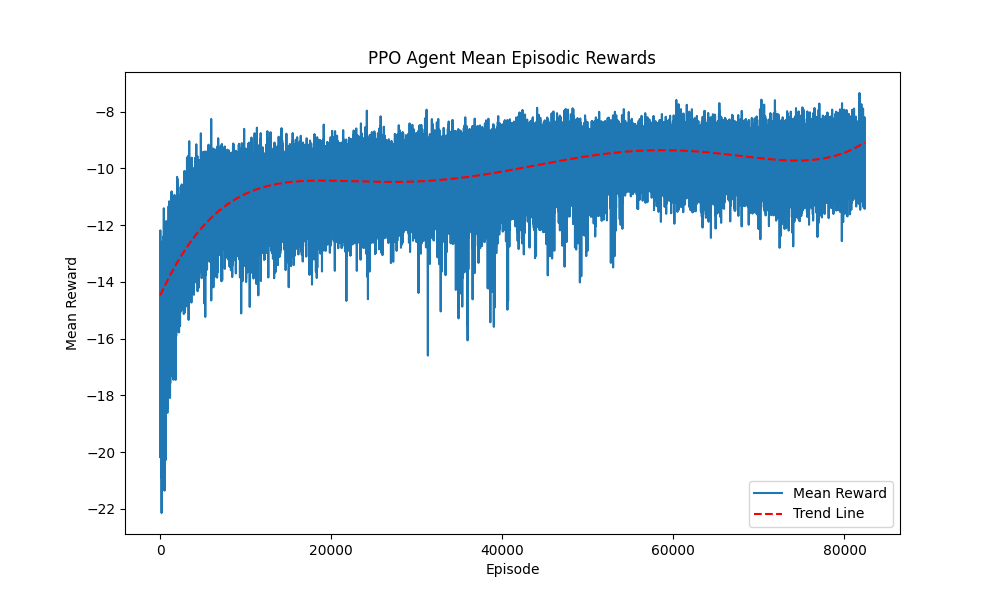 PPO Agent Mean Episodic Rewards
Mean Reward
−8
−10
−12
−14
−16
−18
−20
−22
0
20000
40000
60000
80000
Episode
Mean Reward
Trend Line